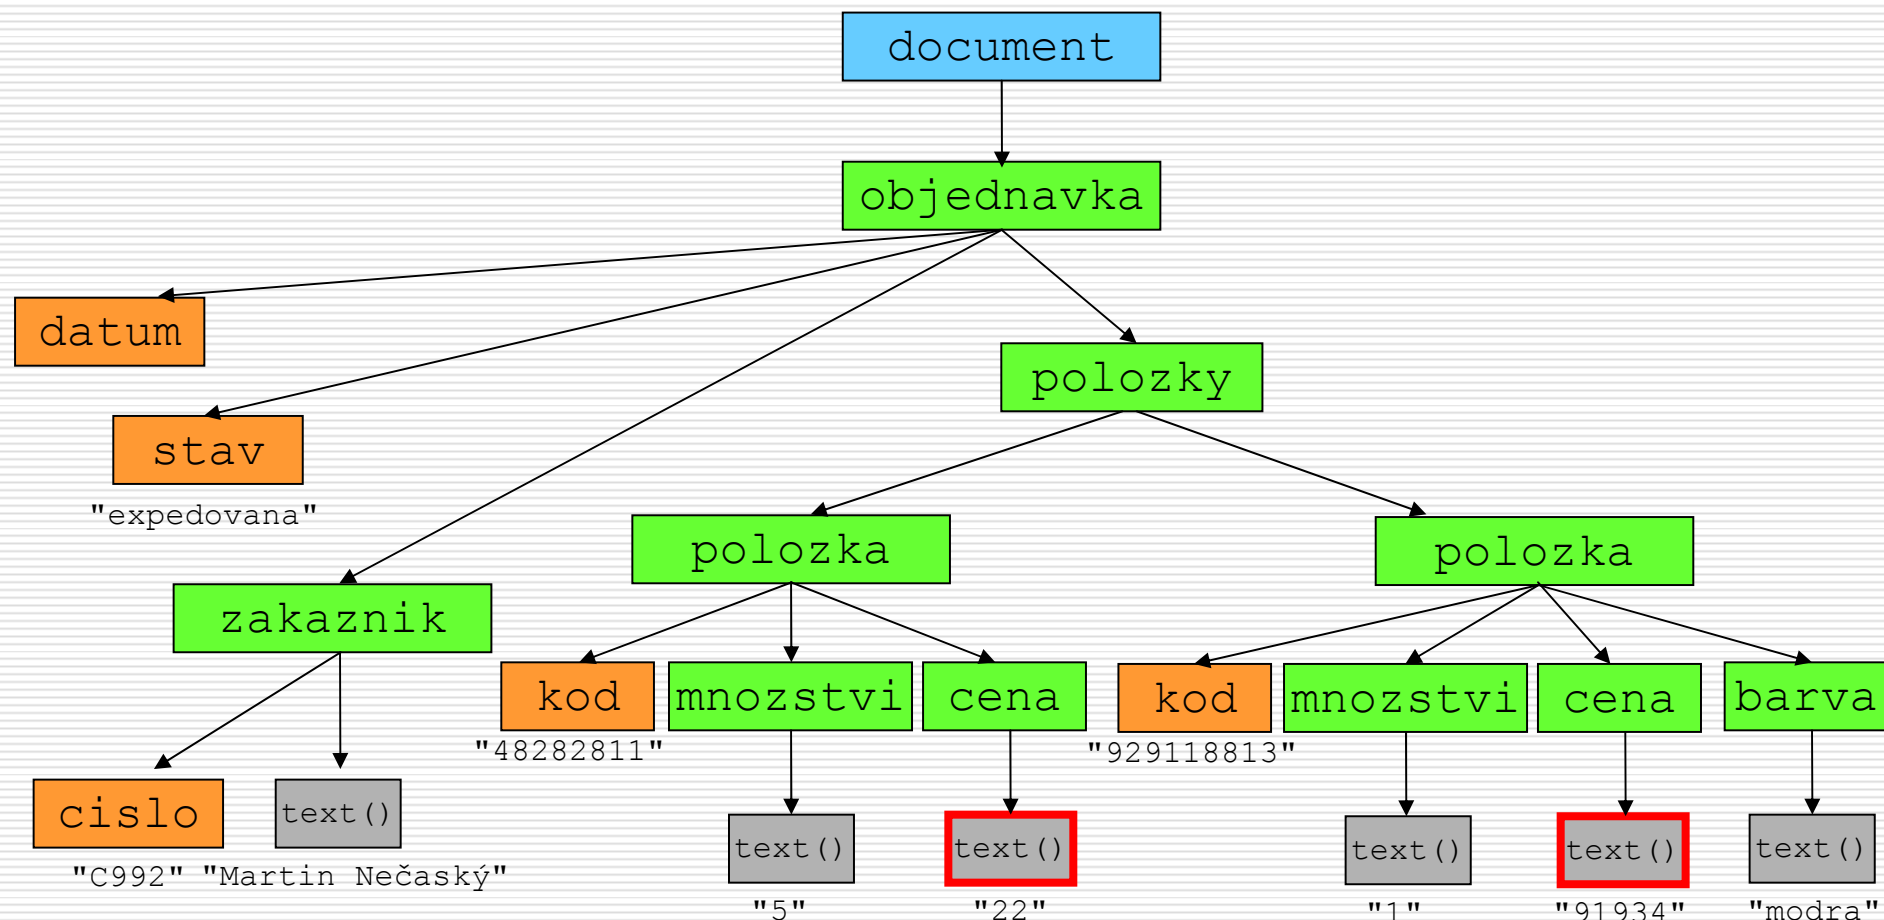 document
objednavka
datum
polozky
stav
"expedovana"
polozka
polozka
zakaznik
kod
mnozstvi
cena
kod
mnozstvi
cena
barva
"48282811"
"929118813"
cislo
text()
text()
text()
text()
text()
text()
"C992"
"Martin Nečaský"
"5"
"22"
"1"
"91934"
"modra"